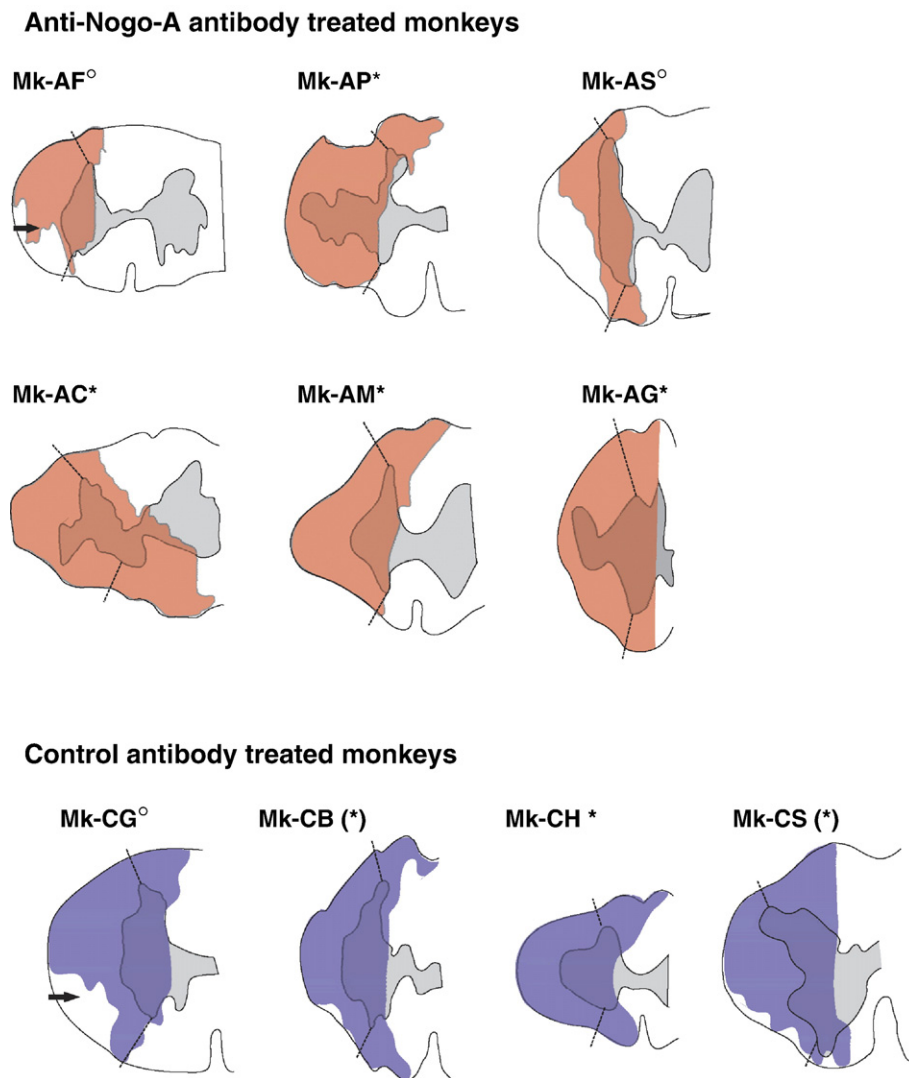 Anti-Nogo-A antibody treated monkeys
Mk-AF° Mk-AP* Mk-AS°
Mk-AC* Mk-AM* Mk-AG*
Control antibody treated monkeys
Mk-CG° Mk-CB (*) Mk-CH * Mk-CS (*)